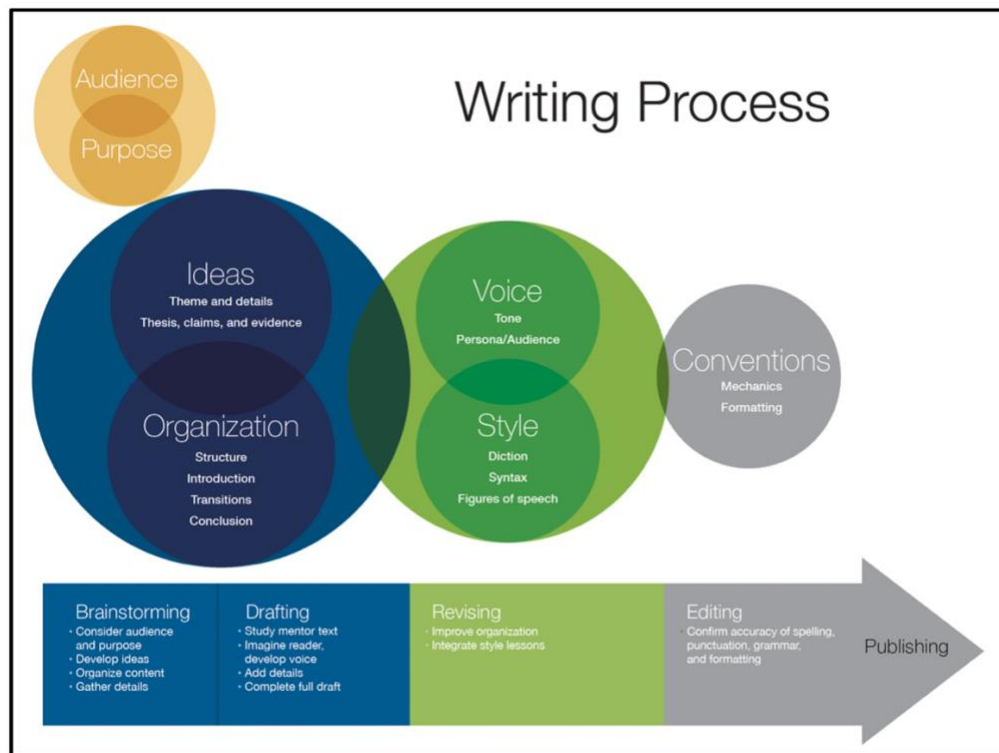 Audience
Purpose
Writing Process
Ideas
Theme and details
Thesis, claims, and evidence
Organization
Structure
Introduction
Transitions
Conclusion
Voice
Tone
Persona/Audience
Style
Diction
Syntax
Figures of speech
Conventions
Mechanics
Formatting
Brainstorming
• Consider audience
and purpose
• Develop ideas
• Organize content
• Gather details
Drafting
• Study mentor text
• Imagine reader,
develop voice
• Add details
• Complete full draft
Revising
• Improve organization
• Integrate style lessons
Editing
• Confirm accuracy of spelling,
punctuation, grammar,
and formatting
Publishing